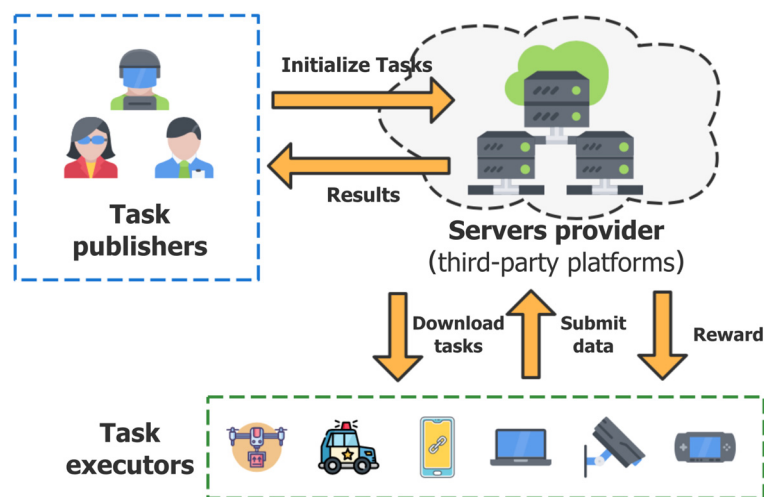 Initialize Tasks
Results
Task
publishers
Servers provider
(third-party platforms)
Download
tasks
Submit
data
Reward
Task
executors